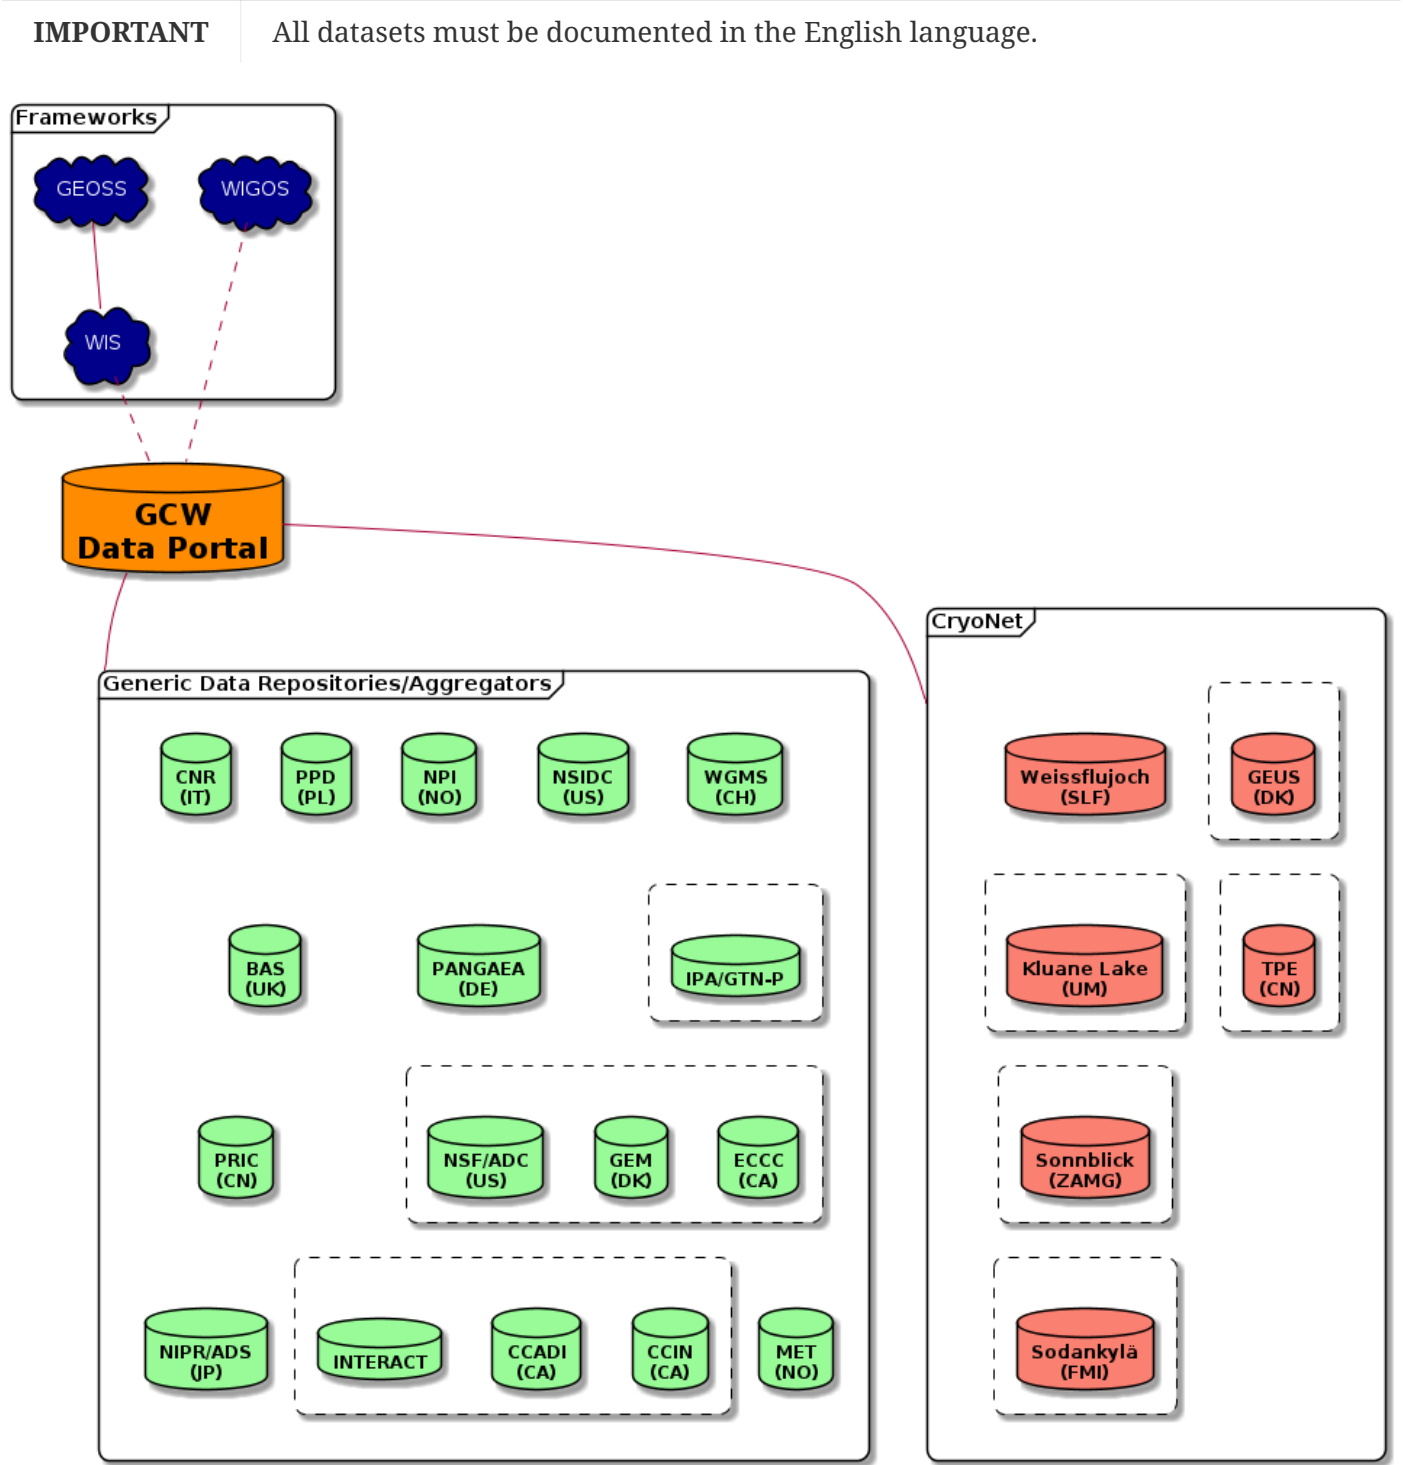 IMPORTANT All datasets must be documented in the English language.
Frameworks
GEOSS
WIGOS
WIS
GCW
Data Portal
CryoNet
Generic Data Repositories/Aggregators
CNR
(IT)
PPD
(PL)
NPI
(NO)
NSIDC
(US)
WGMS
(CH)
Weissflujoch
(SLF)
GEUS
(DK)
BAS
(UK)
PANGAEA
(DE)
IPA/GTN-P
Kluane Lake
(UM)
TPE
(CN)
PRIC
(CN)
NSF/ADC
(US)
GEM
(DK)
ECCC
(CA)
Sonnblick
(ZAMG)
NIPR/ADS
(JP)
INTERACT
CCADI
(CA)
CCIN
(CA)
MET
(NO)
Sodankylä
(FMI)